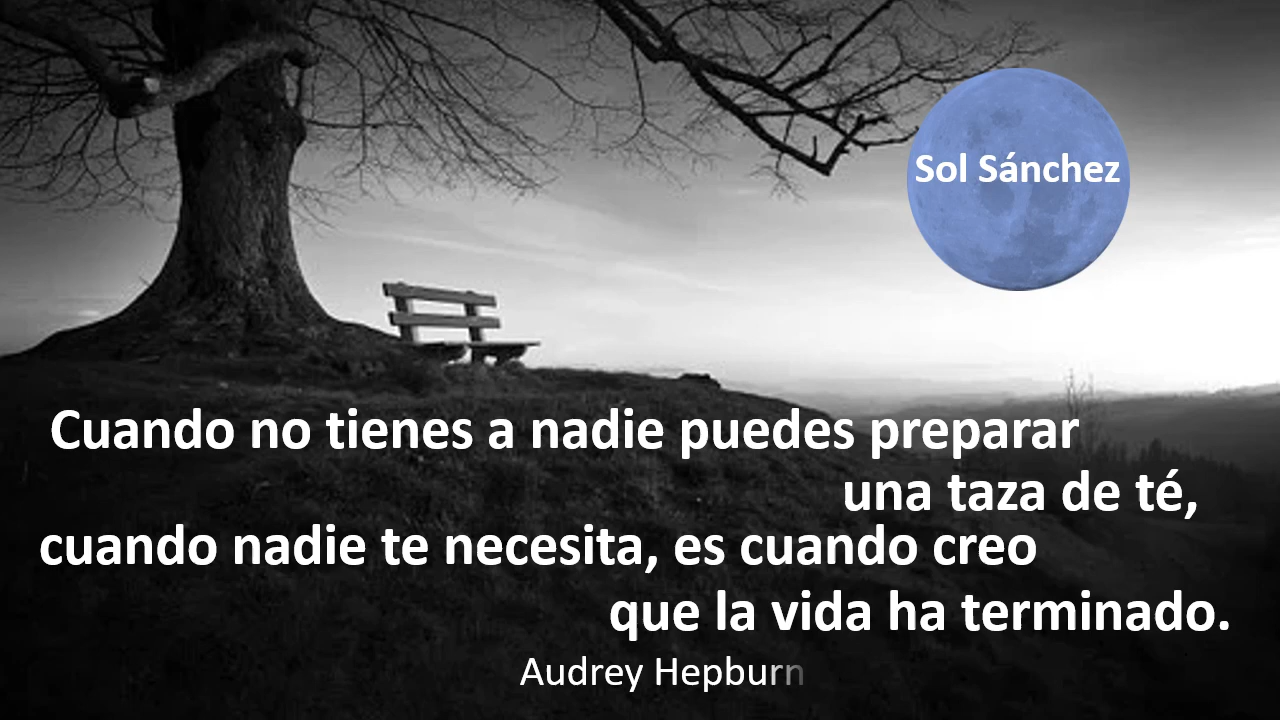 Sol Sánchez
Cuando no tienes a nadie puedes preparar
una taza de té,
cuando nadie te necesita, es cuando creo
que la vida ha terminado.
Audrey Hepburn